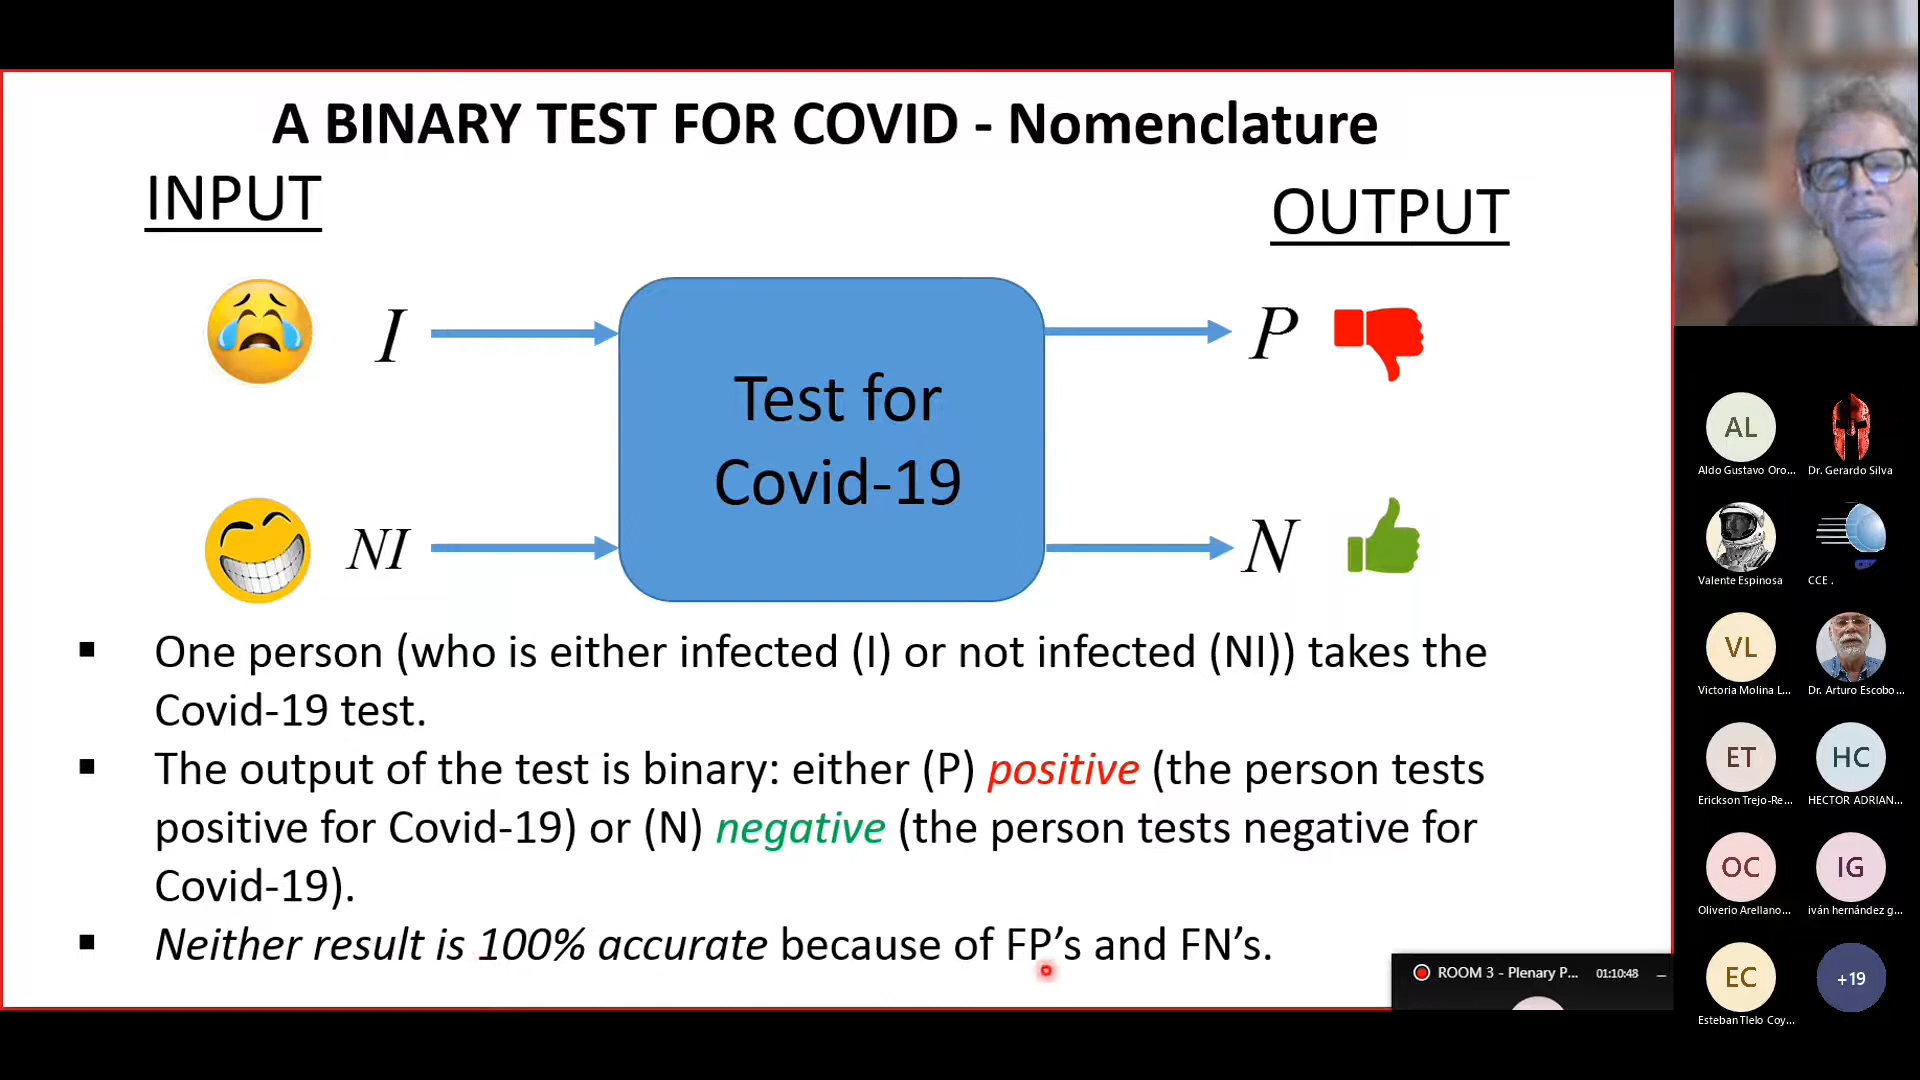 A BINARY TEST FOR COVID - Nomenclature
INPUT
OUTPUT
I
P
Test for
Covid-19
NI
N
▪ One person (who is either infected (I) or not infected (NI)) takes the
Covid-19 test.
▪ The output of the test is binary: either (P) positive (the person tests
positive for Covid-19) or (N) negative (the person tests negative for
Covid-19).
▪ Neither result is 100% accurate because of FP's and FN's.
ROOM 3 - Plenary P... 01:10:48
AL
Aldo Gustavo Oro...
Dr. Gerardo Silva
Valente Espinosa
CCE .
VL
Victoria Molina L...
Dr. Arturo Escobo...
ET
HC
Erickson Trejo-Re...
HECTOR ADRIAN...
OC
IG
Oliverio Arellano...
iván hernández g...
EC
+19
Esteban Tlelo Coy...